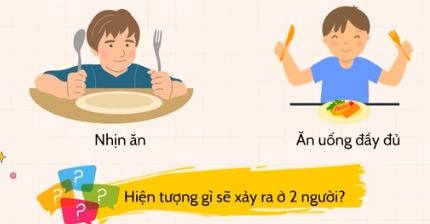 Nhịn ăn
Ăn uống đầy đủ
Hiện tượng gì sẽ xảy ra ở 2 người?